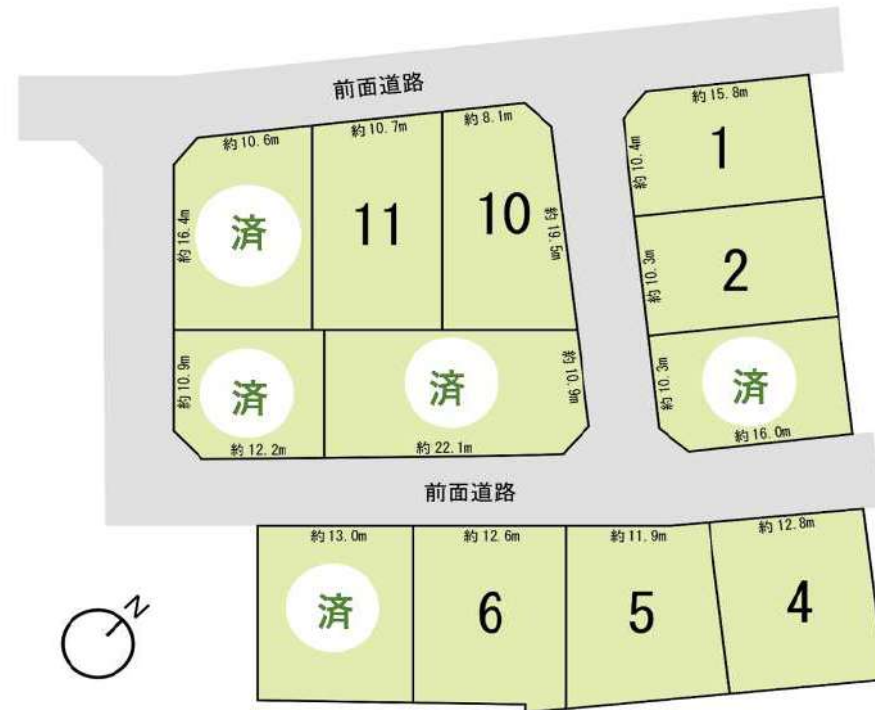 前面道路
約10.6m
約10.7m
約8.1m
約15.8m
約16.4m
済
11
10
約19.5m
約10.4m
1
約10.3m
2
約10.9m
済
約12.2m
済
約22.1m
約10.9m
約10.3m
済
約16.0m
前面道路
約13.0m
約12.6m
約11.9m
約12.8m
済
6
5
4
N